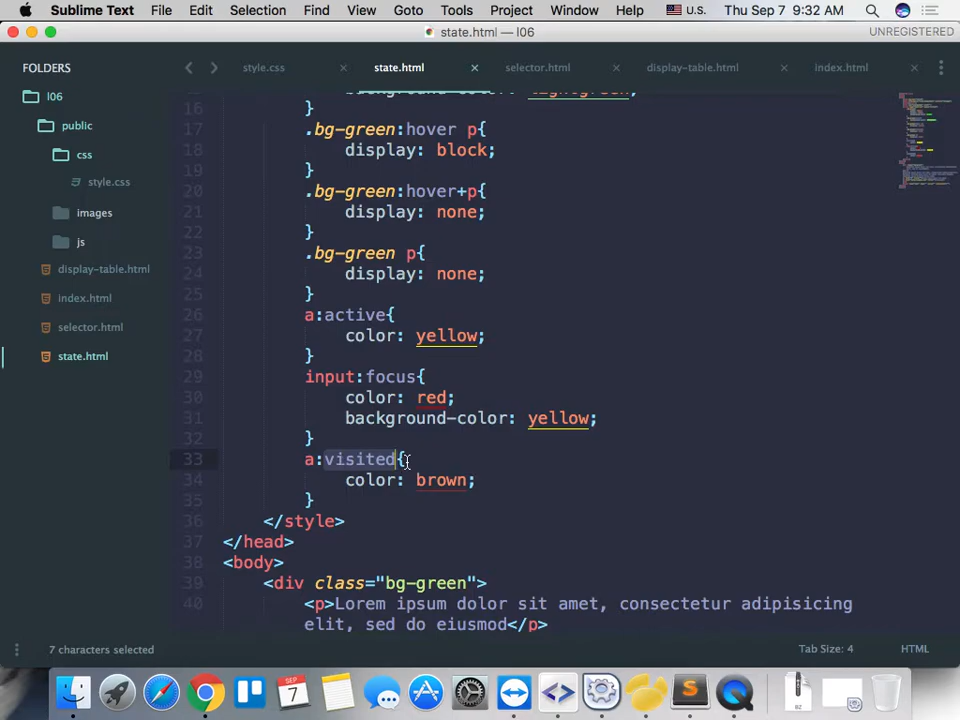 Sublime Text File Edit Selection Find View Goto Tools Project Window Help U.S. Thu Sep 7 9:32 AM
state.html — l06 UNREGISTERED
FOLDERS
l06
public
css
style.css
images
js
display-table.html
index.html
selector.html
state.html
style.css state.html selector.html display-table.html index.html
background-color: lightgreen;
16 }
17 .bg-green:hover p{
18 display: block;
19 }
20 .bg-green:hover+p{
21 display: none;
22 }
23 .bg-green p{
24 display: none;
25 }
26 a:active{
27 color: yellow;
28 }
29 input:focus{
30 color: red;
31 background-color: yellow;
32 }
33 a:visited{
34 color: brown;
35 }
36 </style>
37 </head>
38 <body>
39 <div class="bg-green">
40 <p>Lorem ipsum dolor sit amet, consectetur adipisicing
elit, sed do eiusmod</p>
7 characters selected Tab Size: 4 HTML
SEP
7